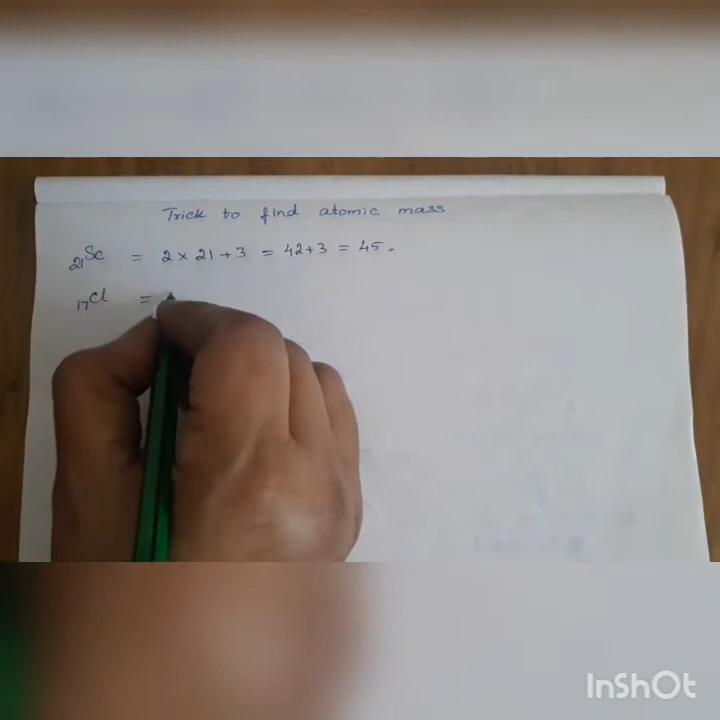 Trick to find atomic mass
21Sc = 2 × 21 + 3 = 42 + 3 = 45.
17Cl =
InShOt